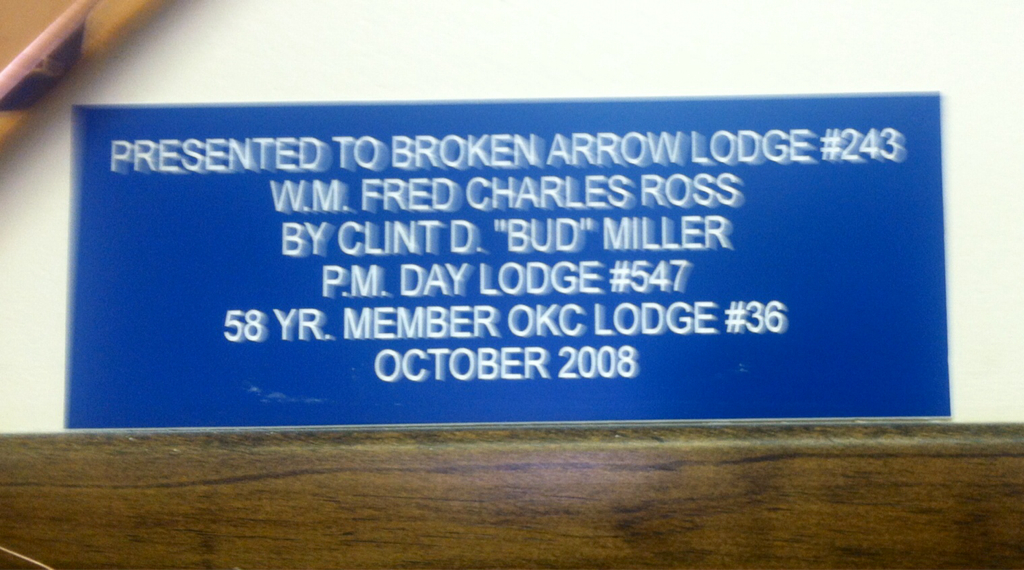 PRESENTED TO BROKEN ARROW LODGE #243
W.M. FRED CHARLES ROSS
BY CLINT D. "BUD" MILLER
P.M. DAY LODGE #547
58 YR. MEMBER OKC LODGE #36
OCTOBER 2008